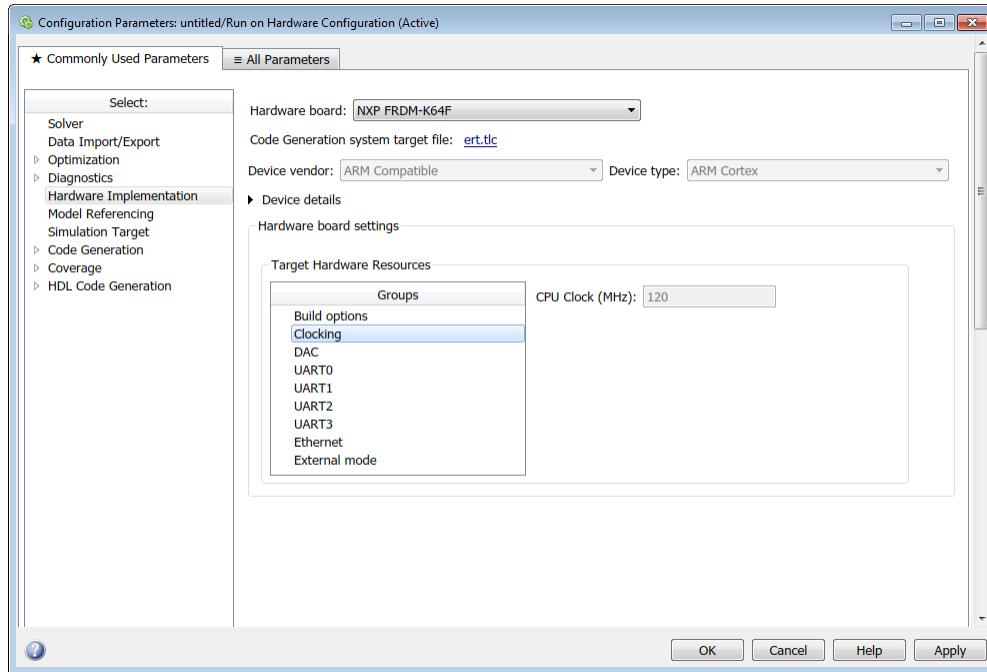 Configuration Parameters: untitled/Run on Hardware Configuration (Active)
★ Commonly Used Parameters
≡ All Parameters
Select:
Solver
Data Import/Export
Optimization
Diagnostics
Hardware Implementation
Model Referencing
Simulation Target
Code Generation
Coverage
HDL Code Generation
Hardware board: NXP FRDM-K64F
Code Generation system target file: ert.tlc
Device vendor: ARM Compatible Device type: ARM Cortex
Device details
Hardware board settings
Target Hardware Resources
Groups
Build options
Clocking
DAC
UART0
UART1
UART2
UART3
Ethernet
External mode
CPU Clock (MHz): 120
OK Cancel Help Apply